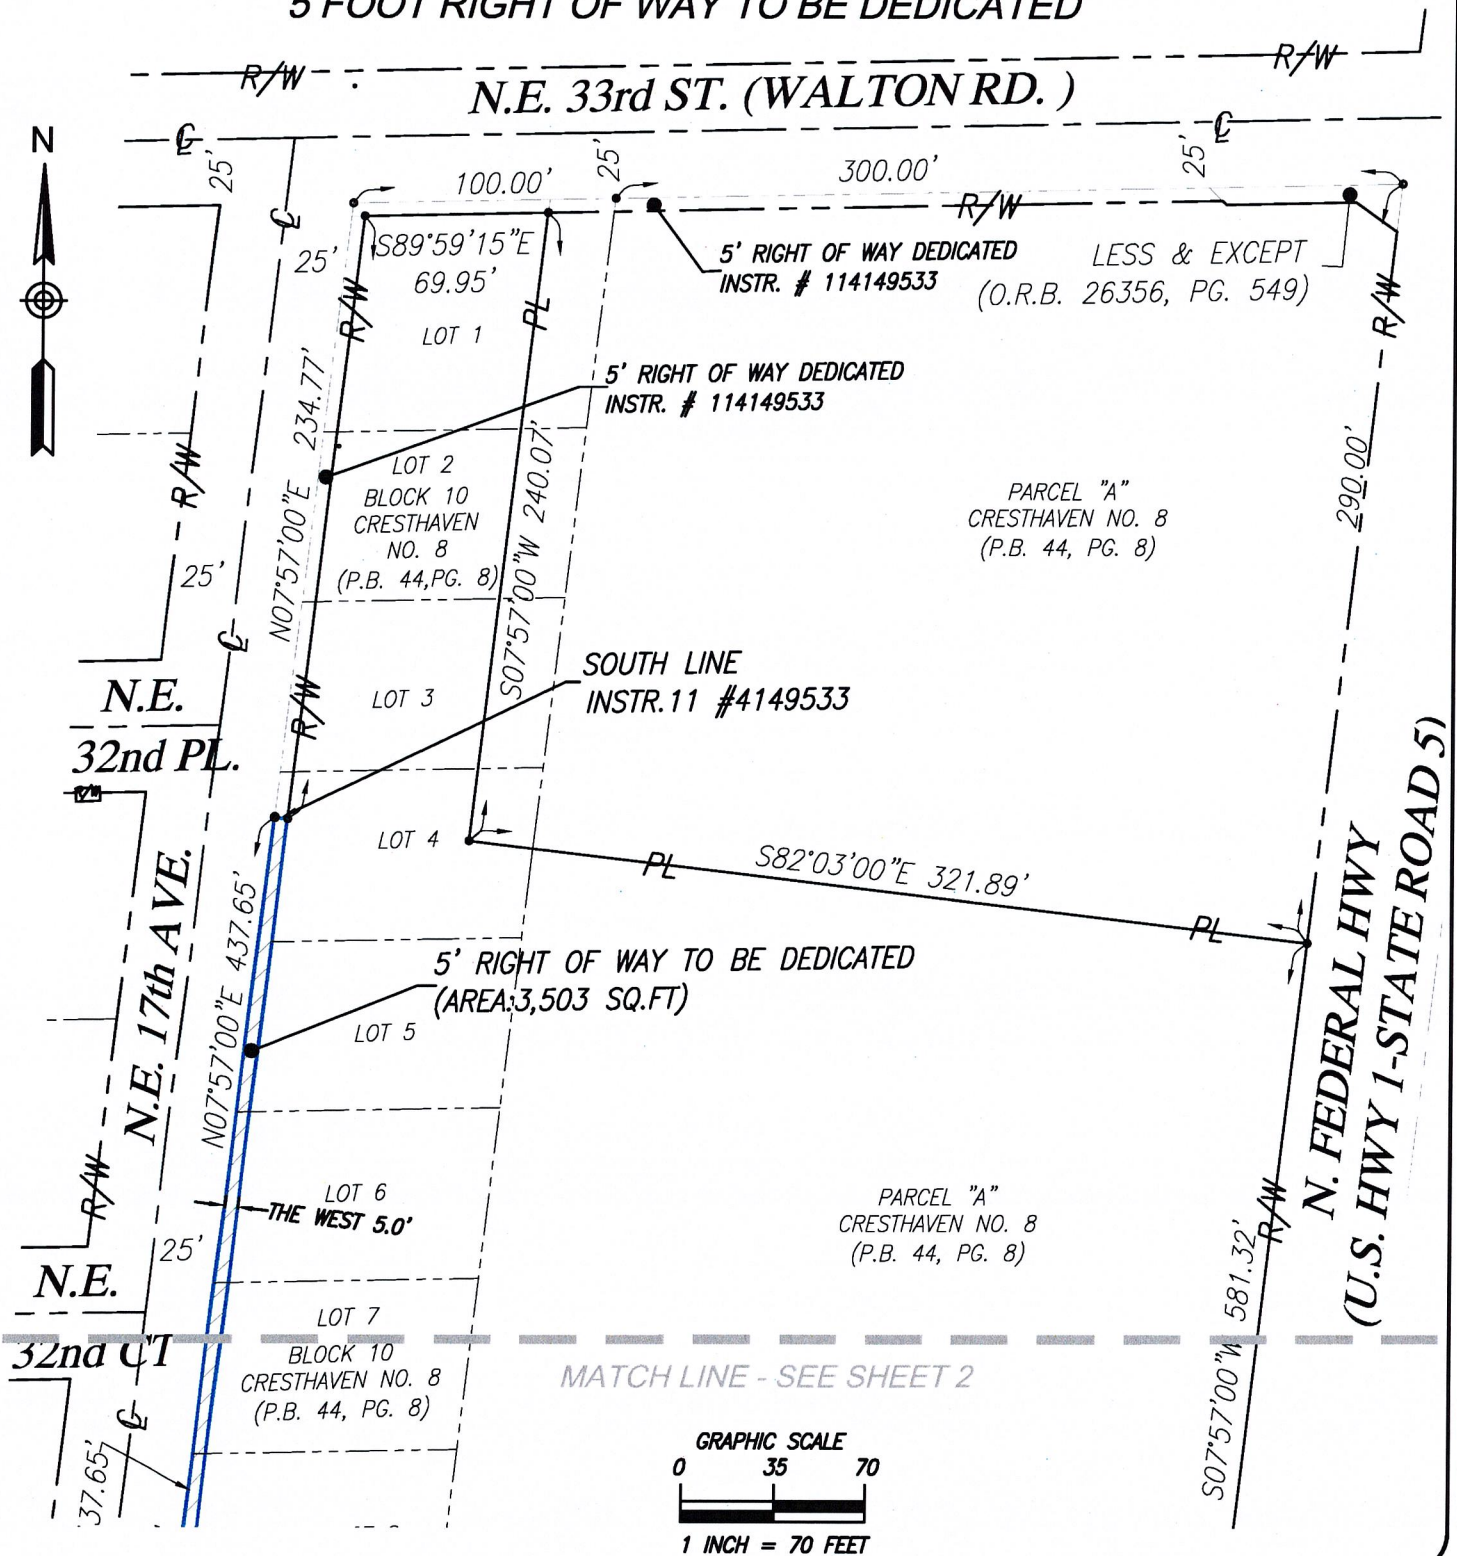 5 FOOT RIGHT OF WAY TO BE DEDICATED
R/W
R/W
N.E. 33rd ST. (WALTON RD. )
N
℄
℄
25'
℄
25'
25'
100.00'
300.00'
R/W
25'
S89°59'15"E
69.95'
5' RIGHT OF WAY DEDICATED
INSTR. # 114149533
LESS & EXCEPT
(O.R.B. 26356, PG. 549)
R/W
PL
R/W
LOT 1
5' RIGHT OF WAY DEDICATED
INSTR. # 114149533
N07°57'00"E 234.77'
R/W
LOT 2
BLOCK 10
CRESTHAVEN
NO. 8
(P.B. 44,PG. 8)
S07°57'00"W 240.07'
PARCEL "A"
CRESTHAVEN NO. 8
(P.B. 44, PG. 8)
290.00'
25'
℄
SOUTH LINE
INSTR.11 #4149533
N.E.
32nd PL.
R/W
R/W
LOT 3
LOT 4
PL
S82°03'00"E 321.89'
PL
N.E. 17th AVE.
N07°57'00"E 437.65'
5' RIGHT OF WAY TO BE DEDICATED
(AREA:3,503 SQ.FT)
LOT 5
N. FEDERAL HWY
(U.S. HWY 1-STATE ROAD 5)
R/W
LOT 6
THE WEST 5.0'
25'
PARCEL "A"
CRESTHAVEN NO. 8
(P.B. 44, PG. 8)
R/W
S07°57'00"W 581.32'
N.E.
32nd CT
LOT 7
BLOCK 10
CRESTHAVEN NO. 8
(P.B. 44, PG. 8)
MATCH LINE - SEE SHEET 2
℄
37.65'
GRAPHIC SCALE
0 35 70
1 INCH = 70 FEET